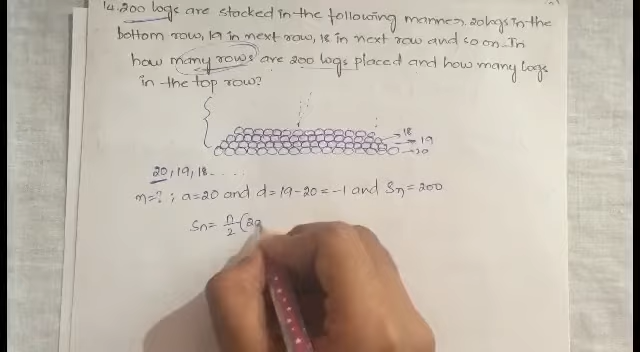 14. 200 logs are stacked in the following manner, 20 logs in the
bottom row, 19 in next row, 18 in next row and so on. In
how many rows are 200 logs placed and how many logs
in the top row?
→18
→19
→20
20, 19, 18.....
n=? ; a=20 and d=19-20=-1 and Sn=200
Sn= n/2 (2a